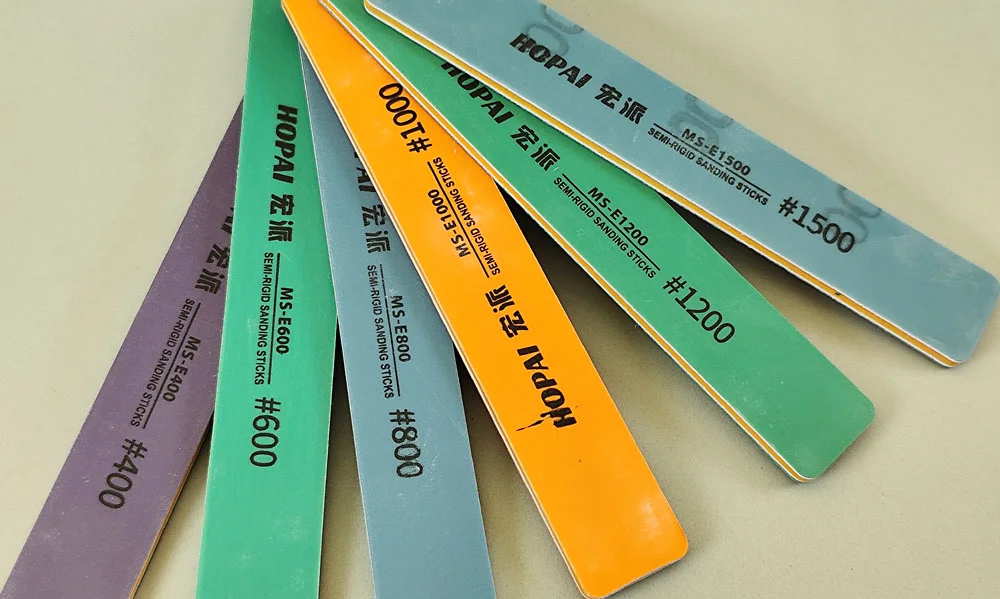 宏派
MS-E400
SEMI-RIGID SANDING STICKS
#400
HOPAI 宏派
MS-E600
SEMI-RIGID SANDING STICKS
#600
宏派
MS-E800
SEMI-RIGID SANDING STICKS
#800
HOPAI 宏派
MS-E1000
SEMI-RIGID SANDING STICKS
#1000
HOPAI 宏派
MS-E1200
SEMI-RIGID SANDING STICKS
#1200
HOPAI 宏派
MS-E1500
SEMI-RIGID SANDING STICKS
#1500